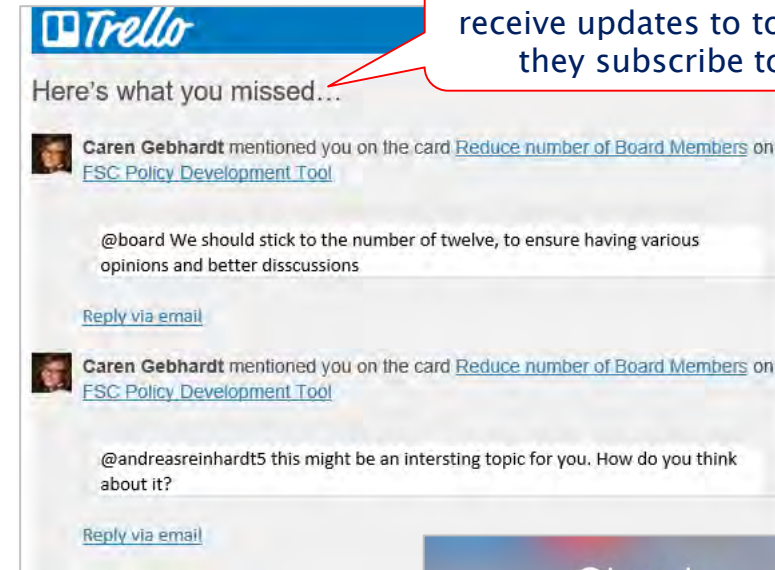 Trello
receive updates to to
they subscribe to
Here's what you missed...
Caren Gebhardt mentioned you on the card Reduce number of Board Members on
FSC Policy Development Tool
@board We should stick to the number of twelve, to ensure having various
opinions and better disscussions
Reply via email
Caren Gebhardt mentioned you on the card Reduce number of Board Members on
FSC Policy Development Tool
@andreasreinhardt5 this might be an intersting topic for you. How do you think
about it?
Reply via email